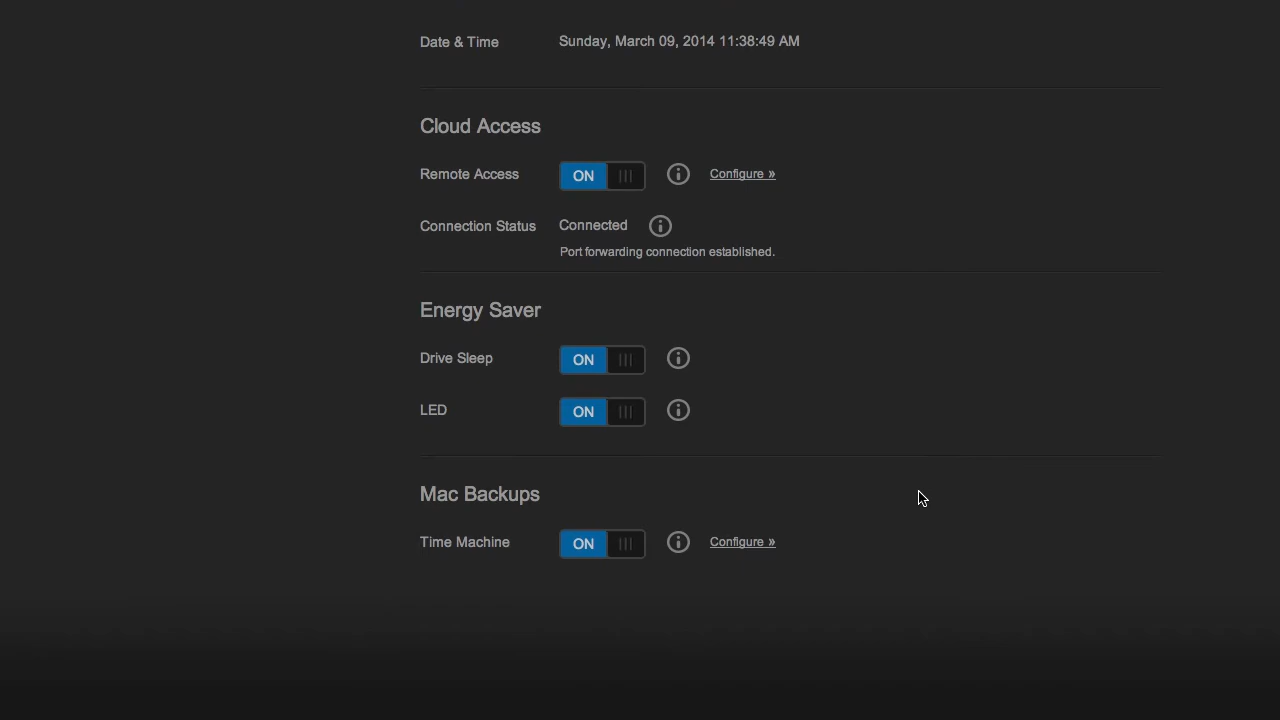 Date & Time Sunday, March 09, 2014 11:38:49 AM
Cloud Access
Remote Access ON Configure »
Connection Status Connected
Port forwarding connection established.
Energy Saver
Drive Sleep ON
LED ON
Mac Backups
Time Machine ON Configure »